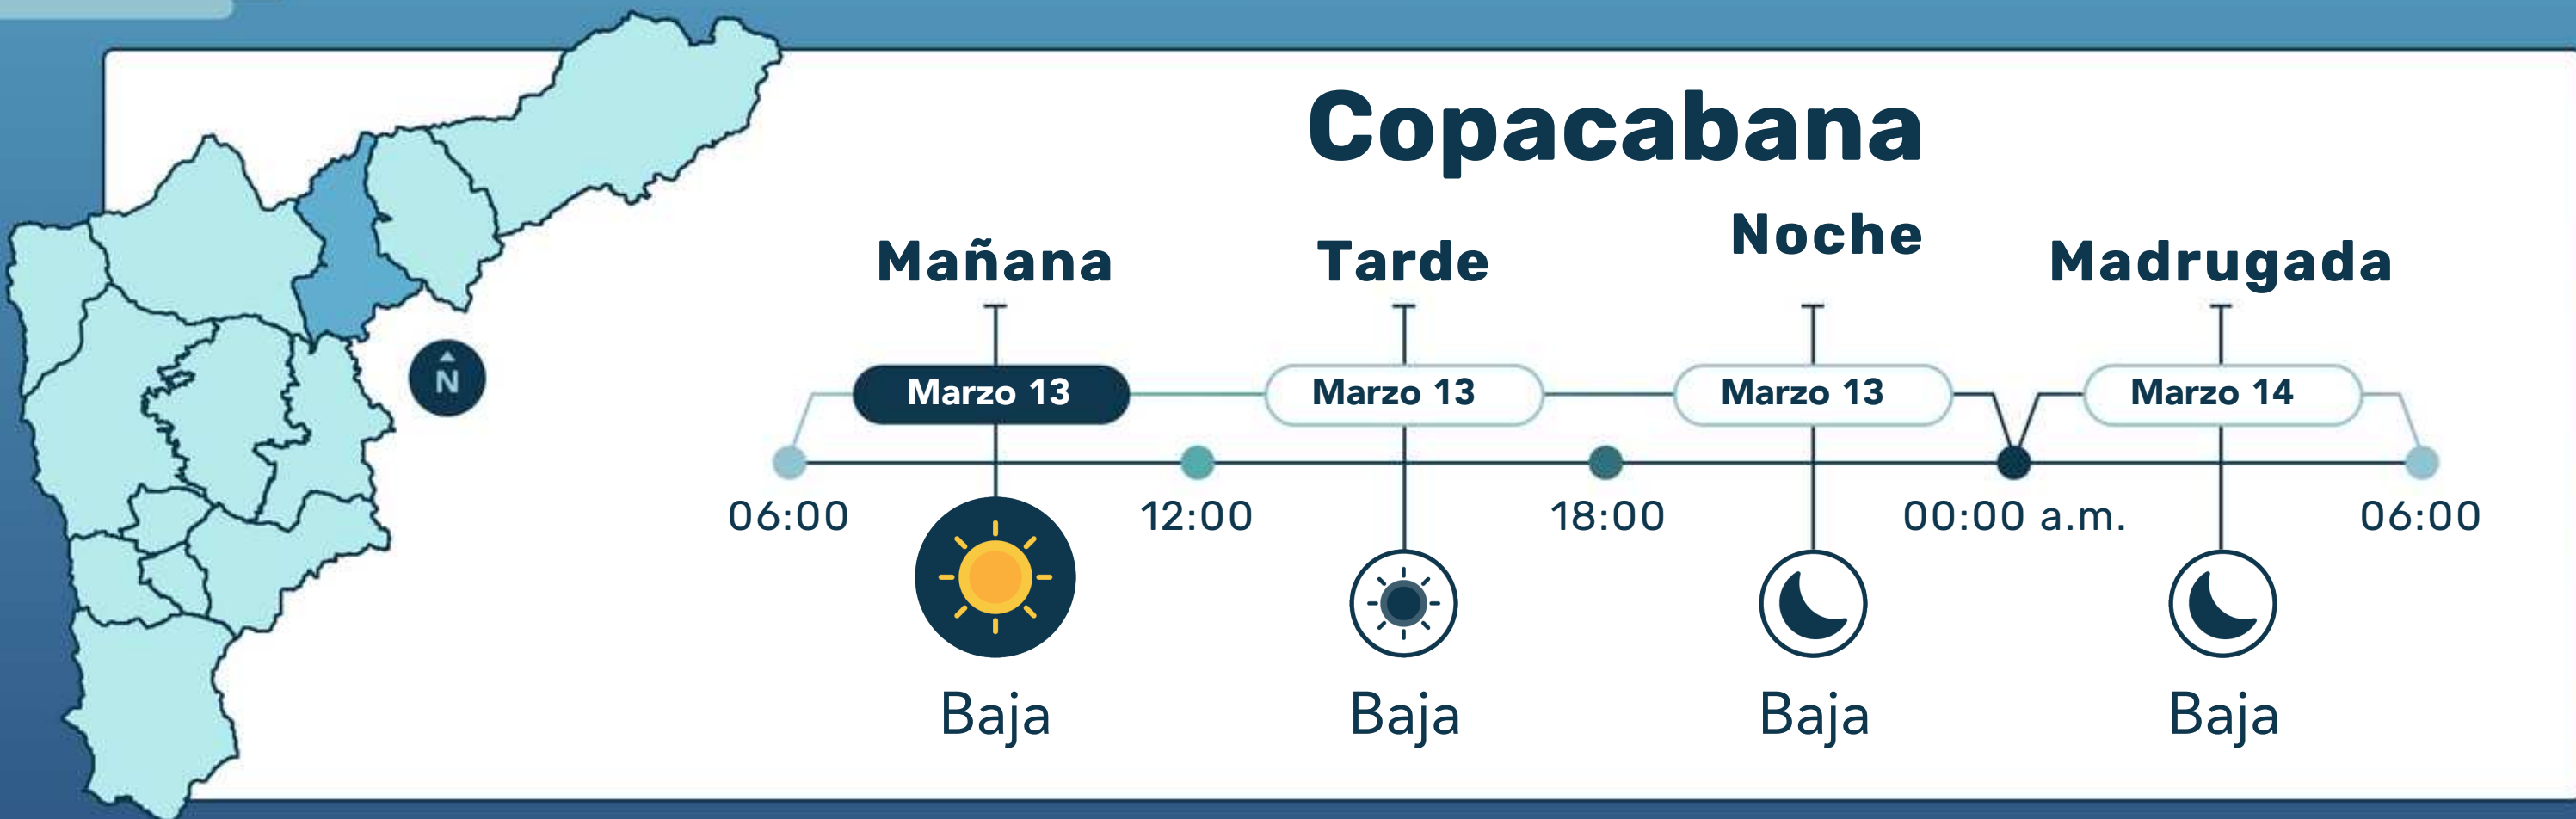 Copacabana
Mañana
Tarde
Noche
Madrugada
Marzo 13
Marzo 13
Marzo 13
Marzo 14
N
06:00
12:00
18:00
00:00 a.m.
06:00
Baja
Baja
Baja
Baja